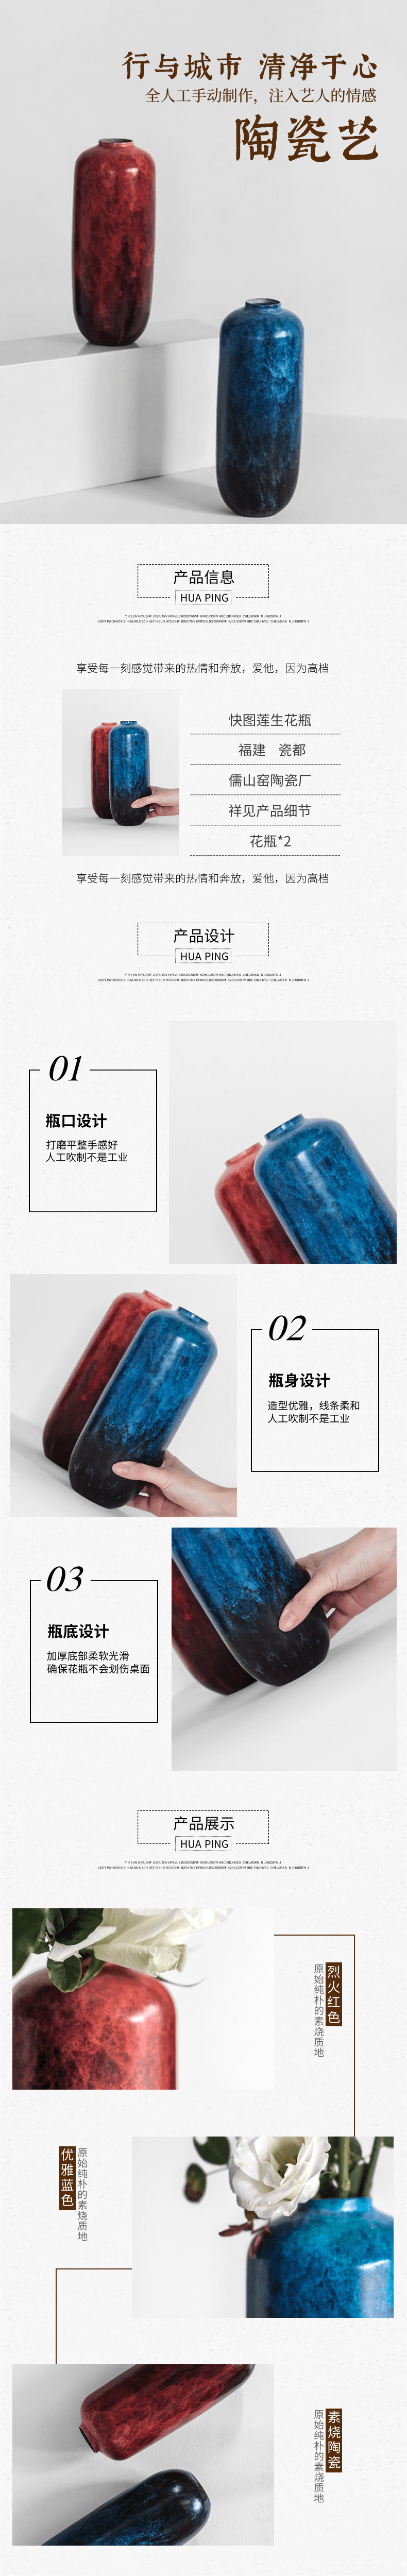 行与城市 清净于心
全人工手动制作，注入艺人的情感
陶瓷艺
产品信息
HUA PING
享受每一刻感觉带来的热情和奔放，爱他，因为高档
快图莲生花瓶
福建 瓷都
儒山窑陶瓷厂
祥见产品细节
花瓶*2
享受每一刻感觉带来的热情和奔放，爱他，因为高档
产品设计
HUA PING
01
瓶口设计
打磨平整手感好
人工吹制不是工业
02
瓶身设计
造型优雅，线条柔和
人工吹制不是工业
03
瓶底设计
加厚底部柔软光滑
确保花瓶不会划伤桌面
产品展示
HUA PING
烈火红色
原始纯朴的素烧质地
优雅蓝色
原始纯朴的素烧质地
素烧陶瓷
原始纯朴的素烧质地